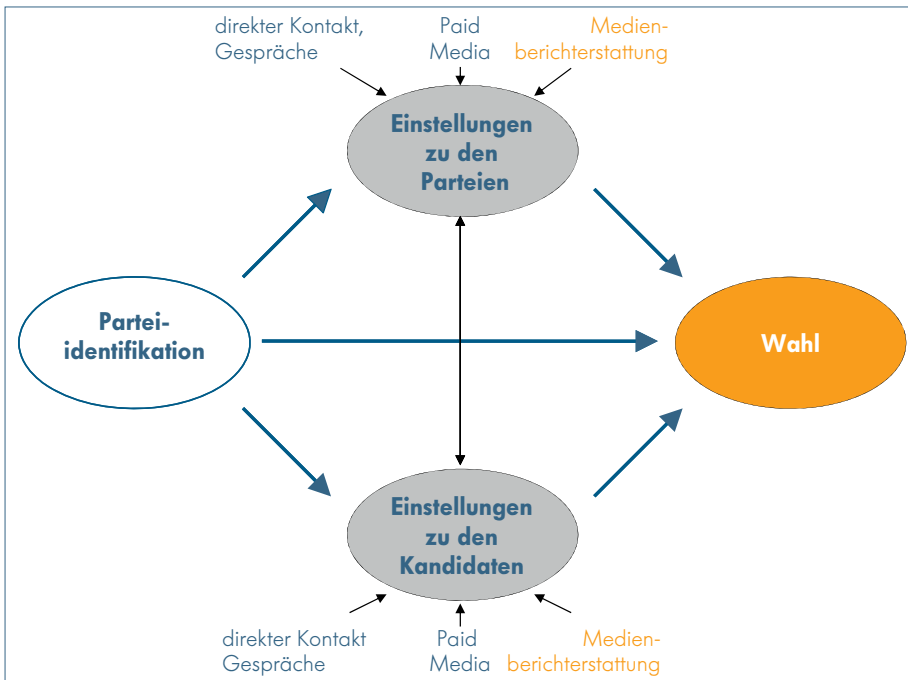 direkter Kontakt,
Gespräche
Paid
Media
Medien-
berichterstattung
Einstellungen
zu den
Parteien
Partei-
identifikation
Wahl
Einstellungen
zu den
Kandidaten
direkter Kontakt
Gespräche
Paid
Media
Medien-
berichterstattung